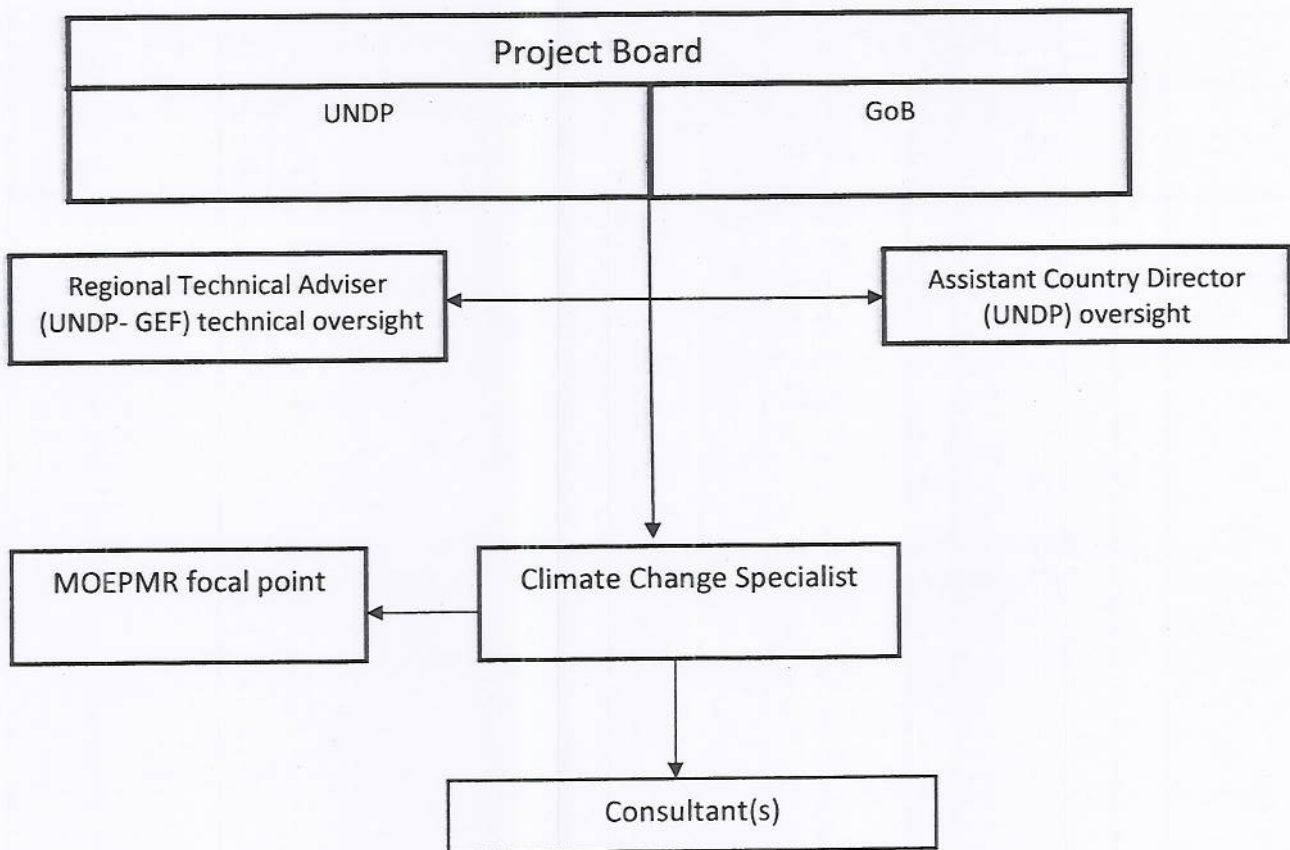 Project Board
UNDP
GoB
Regional Technical Adviser
(UNDP- GEF) technical oversight
Assistant Country Director
(UNDP) oversight
MOEPMR focal point
Climate Change Specialist
Consultant(s)